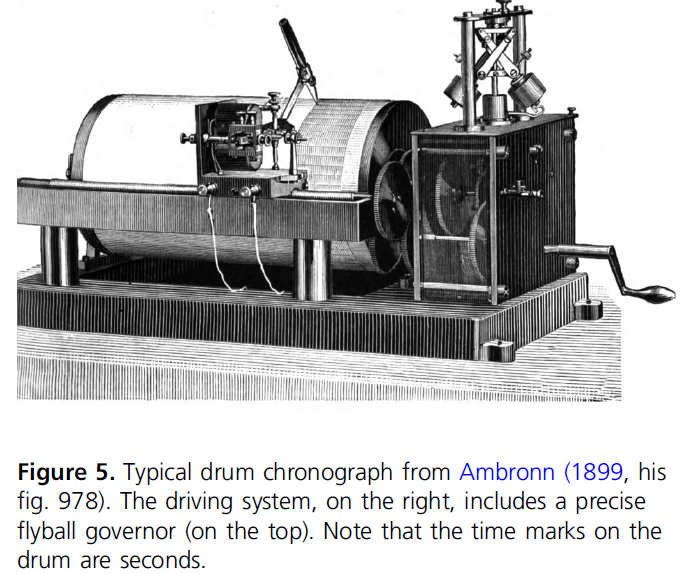 Figure 5. Typical drum chronograph from Ambronn (1899, his
fig. 978). The driving system, on the right, includes a precise
flyball governor (on the top). Note that the time marks on the
drum are seconds.